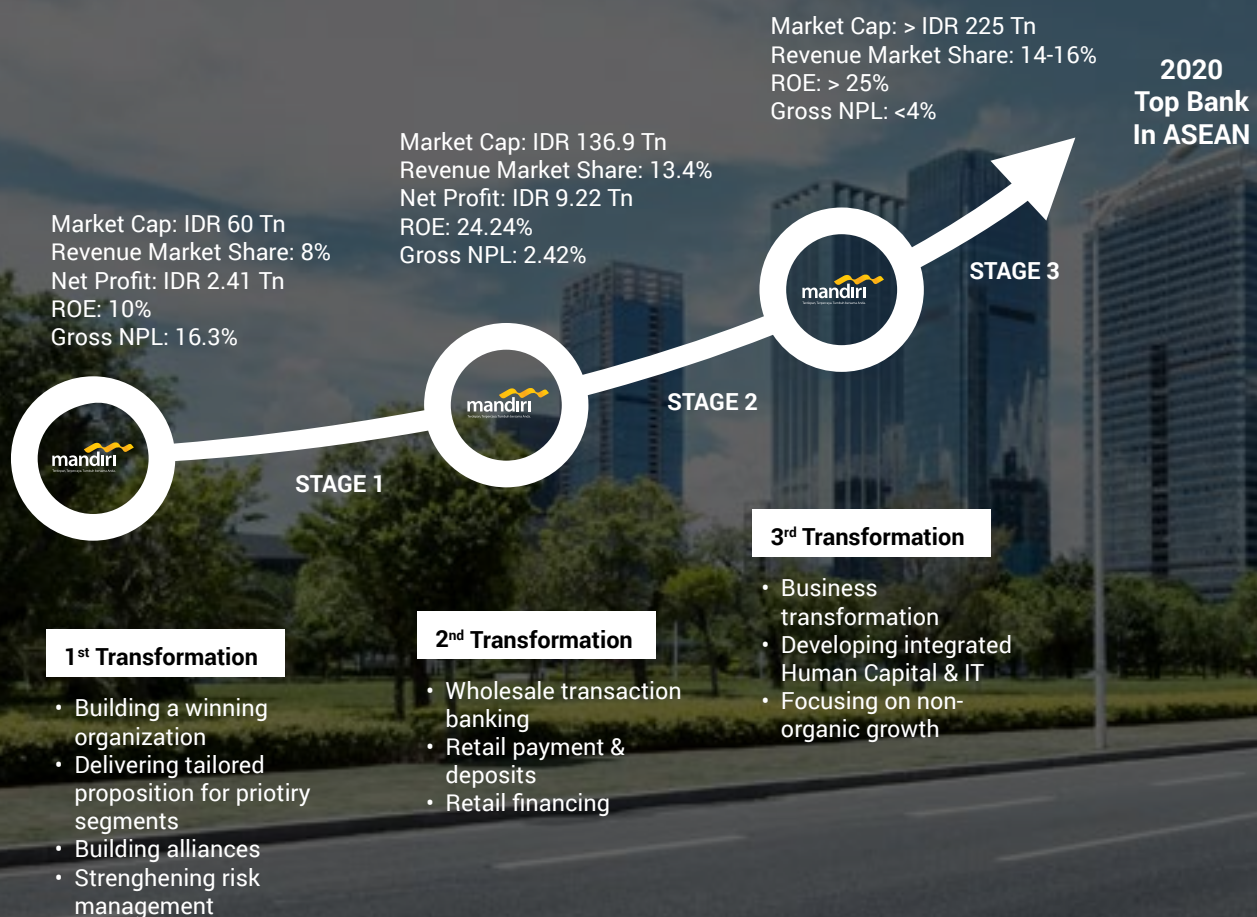 Market Cap: > IDR 225 Tn
Revenue Market Share: 14-16%
ROE: > 25%
Gross NPL: <4%
2020
Top Bank
In ASEAN
Market Cap: IDR 136.9 Tn
Revenue Market Share: 13.4%
Net Profit: IDR 9.22 Tn
ROE: 24.24%
Gross NPL: 2.42%
Market Cap: IDR 60 Tn
Revenue Market Share: 8%
Net Profit: IDR 2.41 Tn
ROE: 10%
Gross NPL: 16.3%
mandiri
STAGE 1
mandiri
STAGE 2
mandiri
STAGE 3
1st Transformation
• Building a winning
organization
• Delivering tailored
proposition for priotiry
segments
• Building alliances
• Strenghening risk
management
2nd Transformation
• Wholesale transaction
banking
• Retail payment &
deposits
• Retail financing
3rd Transformation
• Business
transformation
• Developing integrated
Human Capital & IT
• Focusing on non-
organic growth